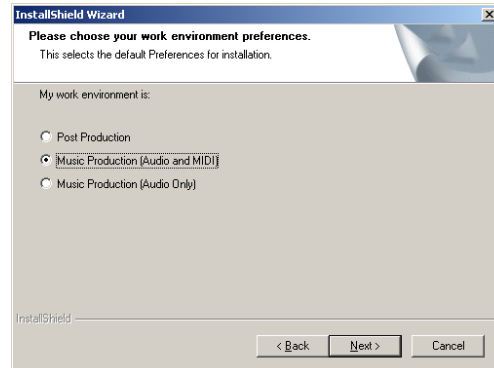 InstallShield Wizard
Please choose your work environment preferences.
This selects the default Preferences for installation.
My work environment is:
Post Production
Music Production (Audio and MIDI)
Music Production (Audio Only)
InstallShield
< Back Next > Cancel